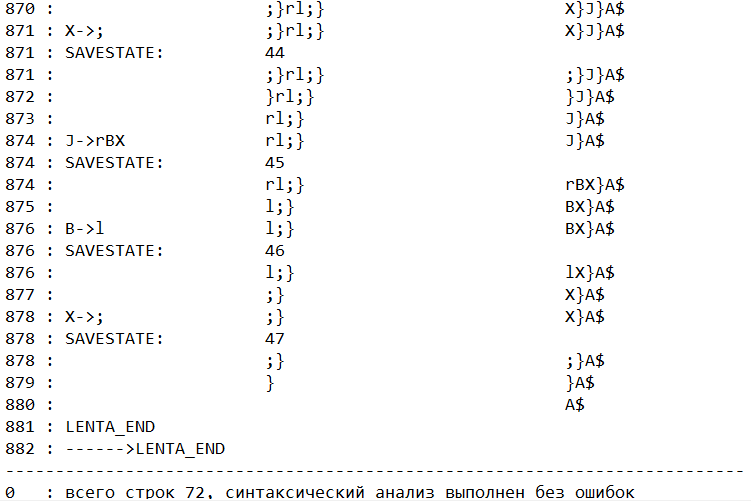 870 :                     ;}rl;}                        X}J}A$
871 : X->;                ;}rl;}                        X}J}A$
871 : SAVESTATE:          44
871 :                     ;}rl;}                        ;}J}A$
872 :                     }rl;}                         }J}A$
873 :                     rl;}                          J}A$
874 : J->rBX              rl;}                          J}A$
874 : SAVESTATE:          45
874 :                     rl;}                          rBX}A$
875 :                     l;}                           BX}A$
876 : B->l                l;}                           BX}A$
876 : SAVESTATE:          46
876 :                     l;}                           lX}A$
877 :                     ;}                            X}A$
878 : X->;                ;}                            X}A$
878 : SAVESTATE:          47
878 :                     ;}                            ;}A$
879 :                     }                             }A$
880 :                                                   A$
881 : LENTA_END
882 : ------>LENTA_END
--------------------------------------------------------------------------
0   : всего строк 72, синтаксический анализ выполнен без ошибок